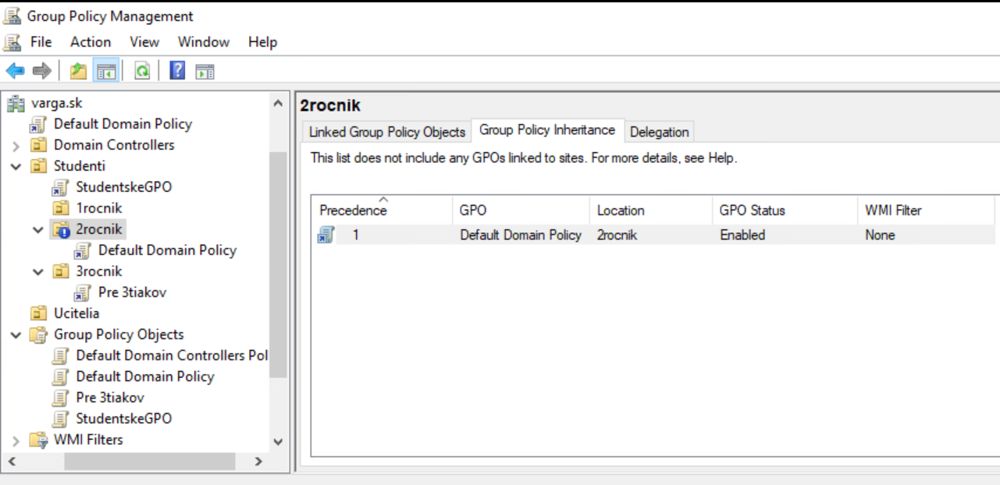 Group Policy Management
File Action View Window Help
varga.sk
Default Domain Policy
Domain Controllers
Studenti
StudentskeGPO
1rocnik
2rocnik
Default Domain Policy
3rocnik
Pre 3tiakov
Ucitelia
Group Policy Objects
Default Domain Controllers Pol
Default Domain Policy
Pre 3tiakov
StudentskeGPO
WMI Filters
2rocnik
Linked Group Policy Objects Group Policy Inheritance Delegation
This list does not include any GPOs linked to sites. For more details, see Help.
Precedence GPO Location GPO Status WMI Filter
1 Default Domain Policy 2rocnik Enabled None